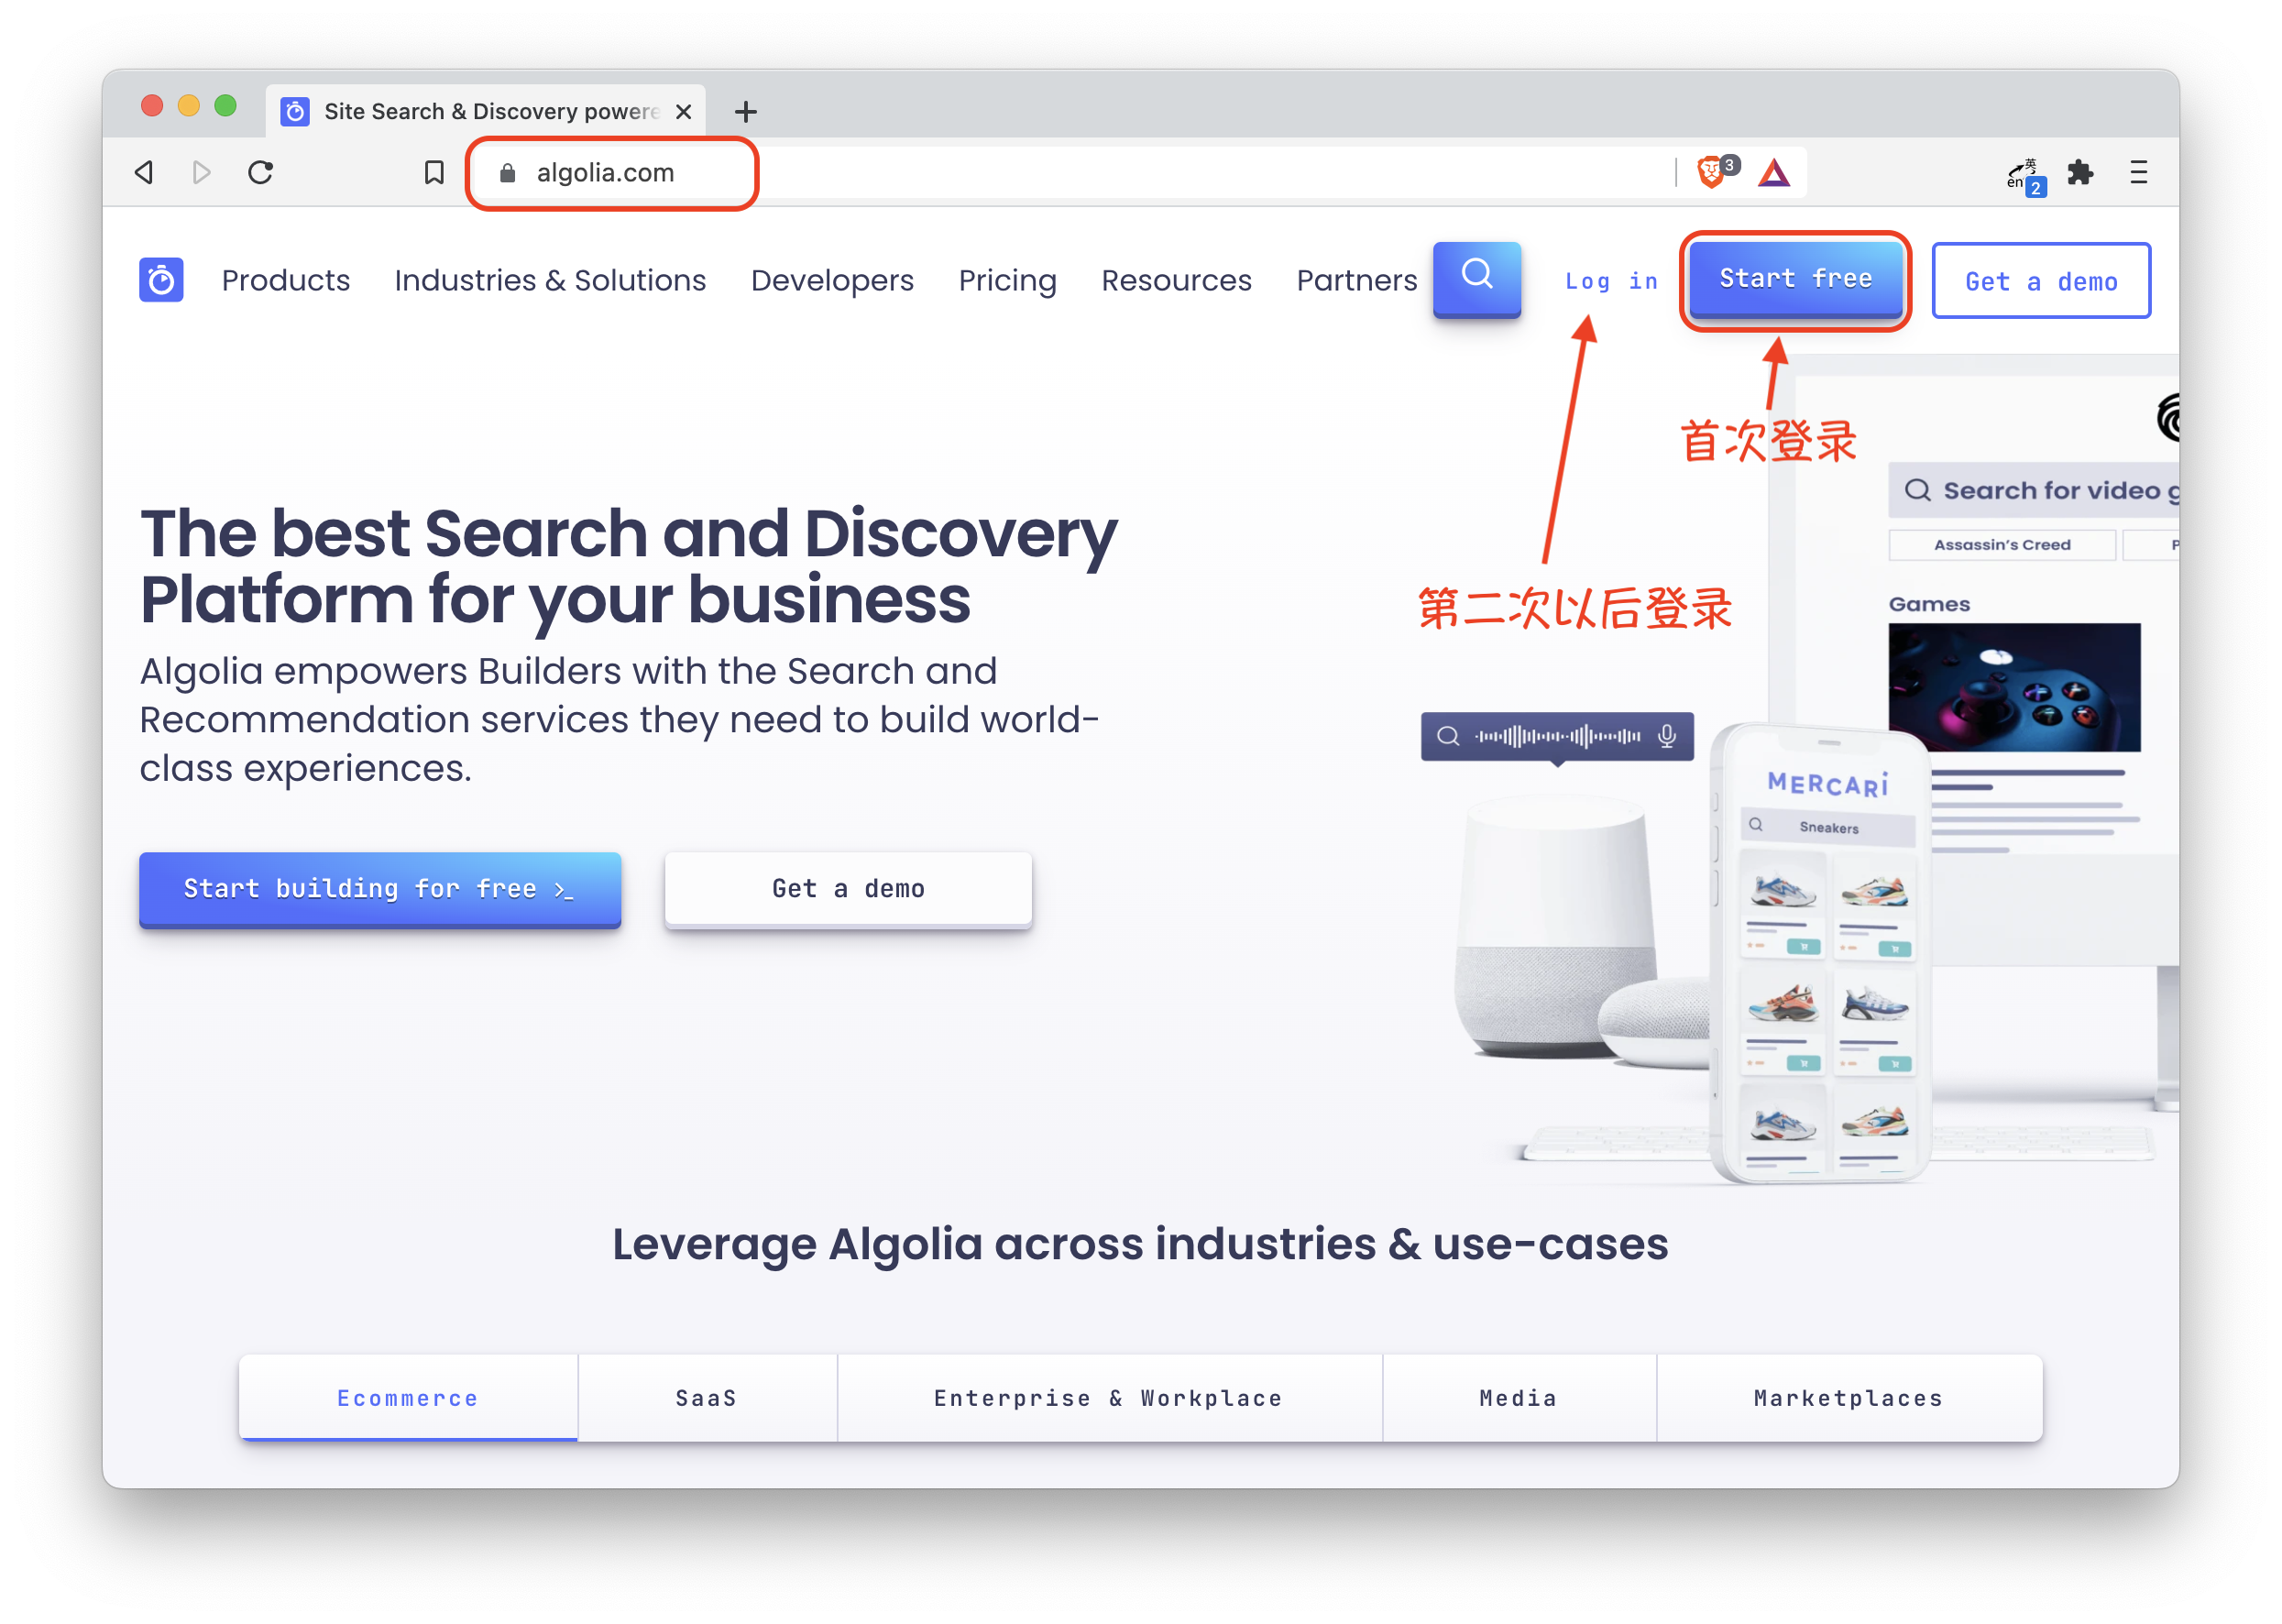 Site Search & Discovery powere
algolia.com
3
英
en
2
Products
Industries & Solutions
Developers
Pricing
Resources
Partners
Log in
Start free
Get a demo
首次登录
第二次以后登录
The best Search and Discovery
Platform for your business
Algolia empowers Builders with the Search and
Recommendation services they need to build world-
class experiences.
Start building for free >_
Get a demo
Search for video g
Assassin's Creed
P
Games
MERCARI
Sneakers
Leverage Algolia across industries & use-cases
Ecommerce
SaaS
Enterprise & Workplace
Media
Marketplaces